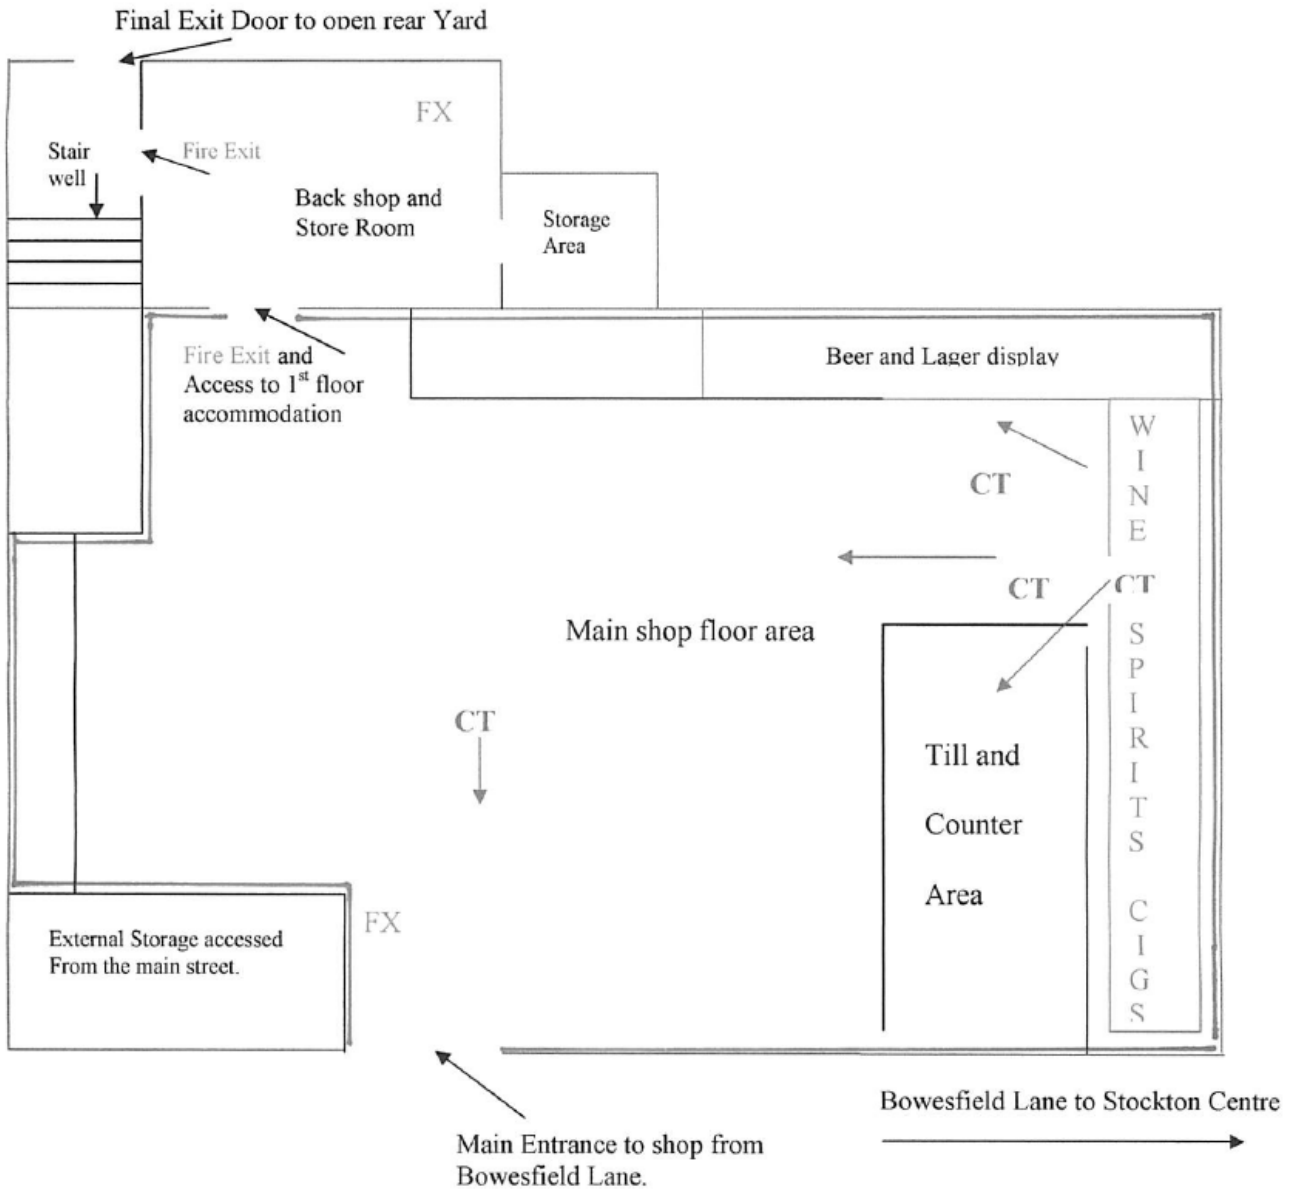 Final Exit Door to open rear Yard
FX
Stair
well
Fire Exit
Back shop and
Store Room
Storage
Area
Fire Exit and
Access to 1st floor
accommodation
Beer and Lager display
WINE
CT
CT
CT
SPIRITS
CIGS
Main shop floor area
CT
Till and
Counter
Area
FX
External Storage accessed
From the main street.
Bowesfield Lane to Stockton Centre
Main Entrance to shop from
Bowesfield Lane.